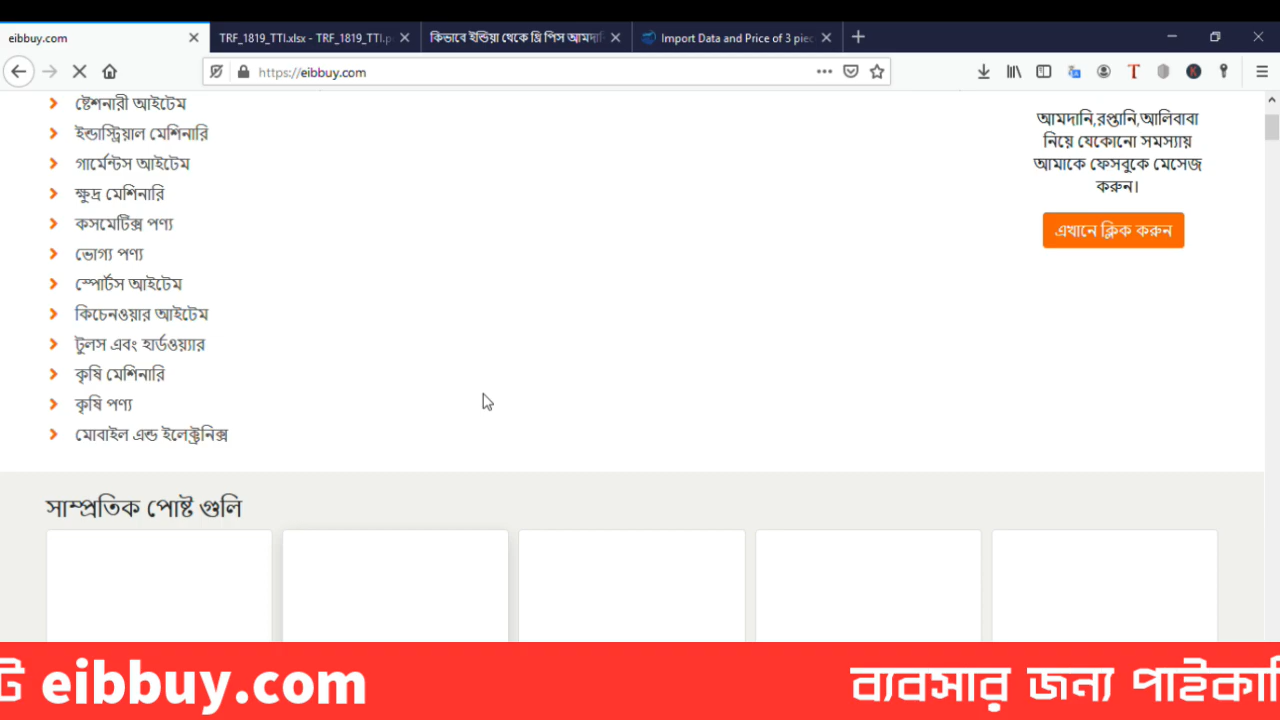 eibbuy.com
TRF_1819_TTI.xlsx - TRF_1819_TTI.p
কিভাবে ইন্ডিয়া থেকে থ্রি পিস আমদানি
Import Data and Price of 3 piec
https://eibbuy.com
ষ্টেশনারী আইটেম
ইন্ডাস্ট্রিয়াল মেশিনারি
গার্মেন্টস আইটেম
ক্ষুদ্র মেশিনারি
কসমেটিক্স পণ্য
ভোগ্য পণ্য
স্পোর্টস আইটেম
কিচেনওয়ার আইটেম
টুলস এবং হার্ডওয়্যার
কৃষি মেশিনারি
কৃষি পণ্য
মোবাইল এন্ড ইলেক্ট্রনিক্স
আমদানি,রপ্তানি,আলিবাবা
নিয়ে যেকোনো সমস্যায়
আমাকে ফেসবুকে মেসেজ
করুন।
এখানে ক্লিক করুন
সাম্প্রতিক পোষ্ট গুলি
টি eibbuy.com ব্যবসার জন্য পাইকারি